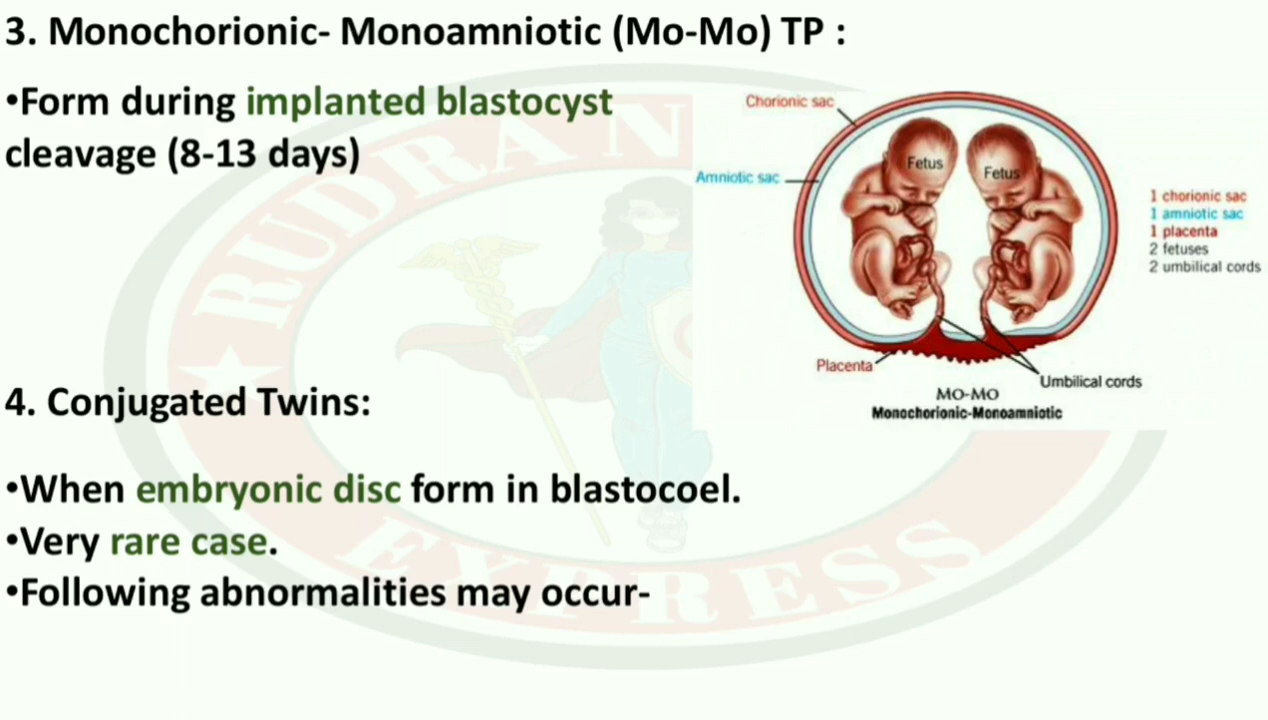 3. Monochorionic- Monoamniotic (Mo-Mo) TP :
•Form during implanted blastocyst
cleavage (8-13 days)
Chorionic sac
Amniotic sac
Fetus
Fetus
1 chorionic sac
1 amniotic sac
1 placenta
2 fetuses
2 umbilical cords
Placenta
Umbilical cords
MO-MO
Monochorionic-Monoamniotic
4. Conjugated Twins:
•When embryonic disc form in blastocoel.
•Very rare case.
•Following abnormalities may occur-
RUDRAN
EXPRESS